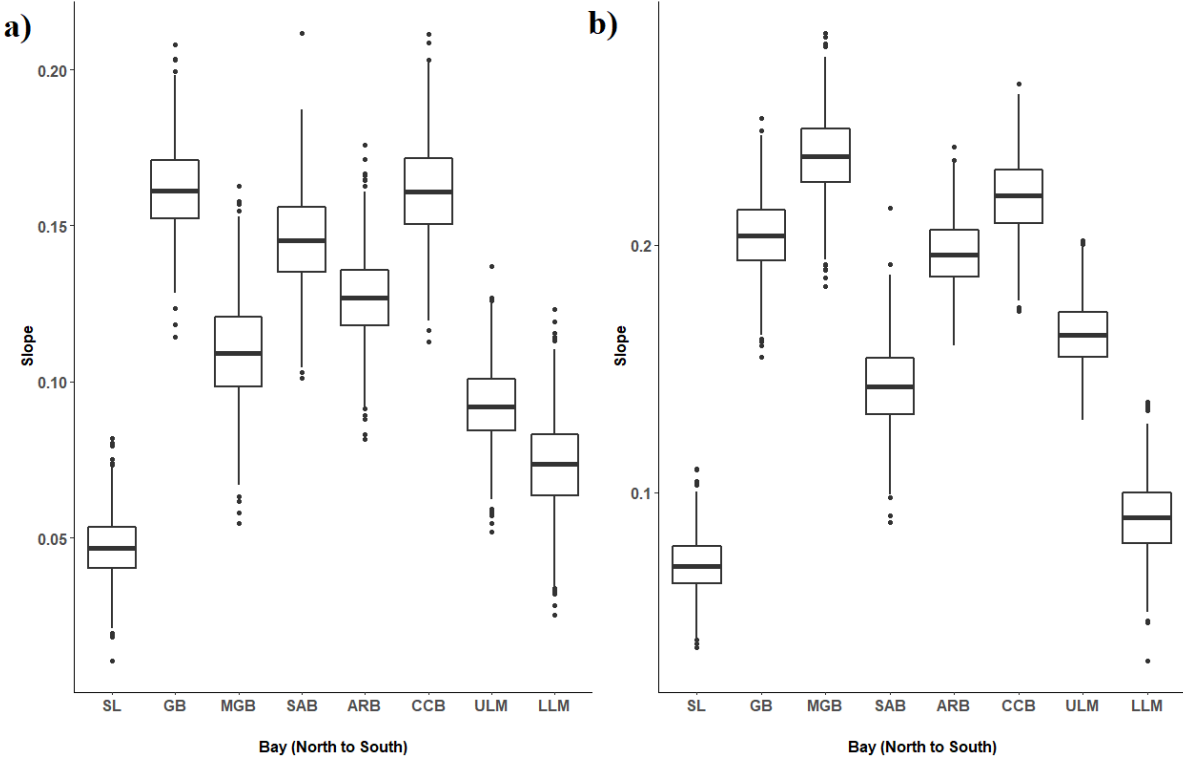 a)
Slope
0.20
0.15
0.10
0.05
SL GB MGB SAB ARB CCB ULM LLM
Bay (North to South)
b)
Slope
0.2
0.1
SL GB MGB SAB ARB CCB ULM LLM
Bay (North to South)